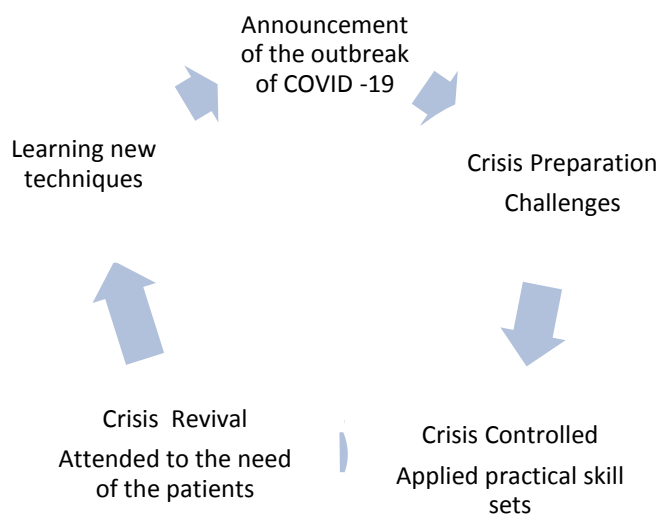 Announcement
of the outbreak
of COVID -19
Crisis Preparation
Challenges
Crisis Controlled
Applied practical skill
sets
Crisis Revival
Attended to the need
of the patients
Learning new
techniques